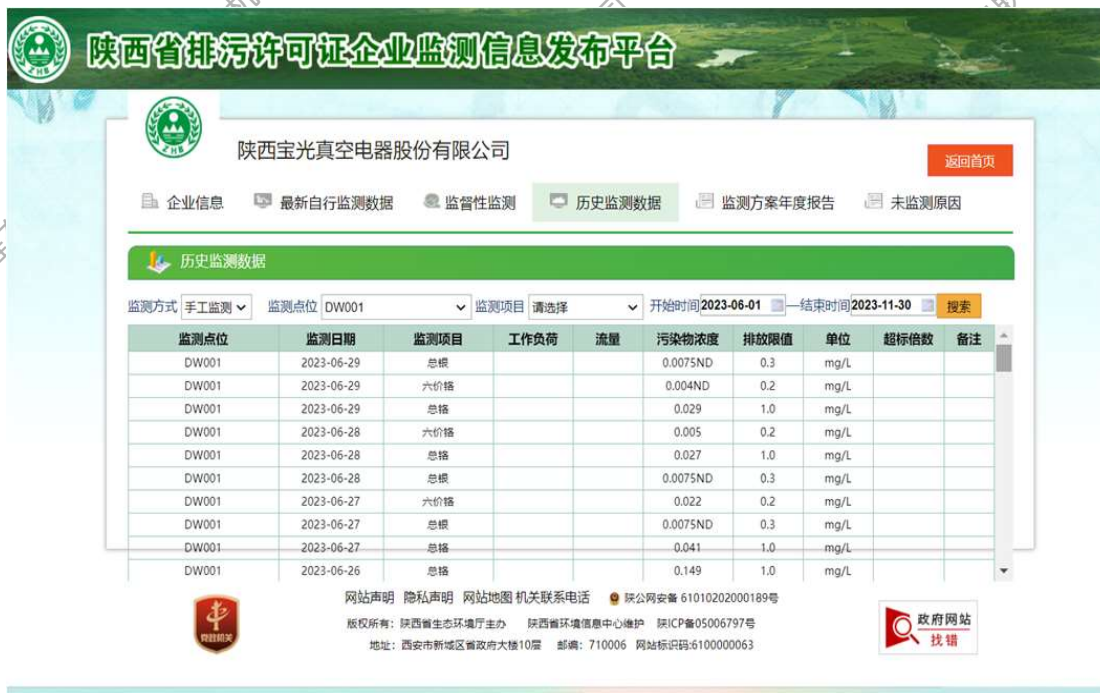 陕西省排污许可证企业监测信息发布平台
ZHB
ZHB
陕西宝光真空电器股份有限公司
返回首页
企业信息 最新自行监测数据 监督性监测 历史监测数据 监测方案年度报告 未监测原因
历史监测数据
监测方式 手工监测 监测点位 DW001 监测项目 请选择 开始时间 2023-06-01 —结束时间 2023-11-30 搜索
监测点位 监测日期 监测项目 工作负荷 流量 污染物浓度 排放限值 单位 超标倍数 备注
DW001 2023-06-29 总银 0.0075ND 0.3 mg/L
DW001 2023-06-29 六价铬 0.004ND 0.2 mg/L
DW001 2023-06-29 总铬 0.029 1.0 mg/L
DW001 2023-06-28 六价铬 0.005 0.2 mg/L
DW001 2023-06-28 总铬 0.027 1.0 mg/L
DW001 2023-06-28 总银 0.0075ND 0.3 mg/L
DW001 2023-06-27 六价铬 0.022 0.2 mg/L
DW001 2023-06-27 总银 0.0075ND 0.3 mg/L
DW001 2023-06-27 总铬 0.041 1.0 mg/L
DW001 2023-06-26 总铬 0.149 1.0 mg/L
网站声明 隐私声明 网站地图 机关联系电话 陕公网安备 61010202000189号
版权所有：陕西省生态环境厅主办 陕西省环境信息中心维护 陕ICP备05006797号
地址：西安市新城区省政府大楼10层 邮编：710006 网站标识码:6100000063
党政机关
政府网站
找错